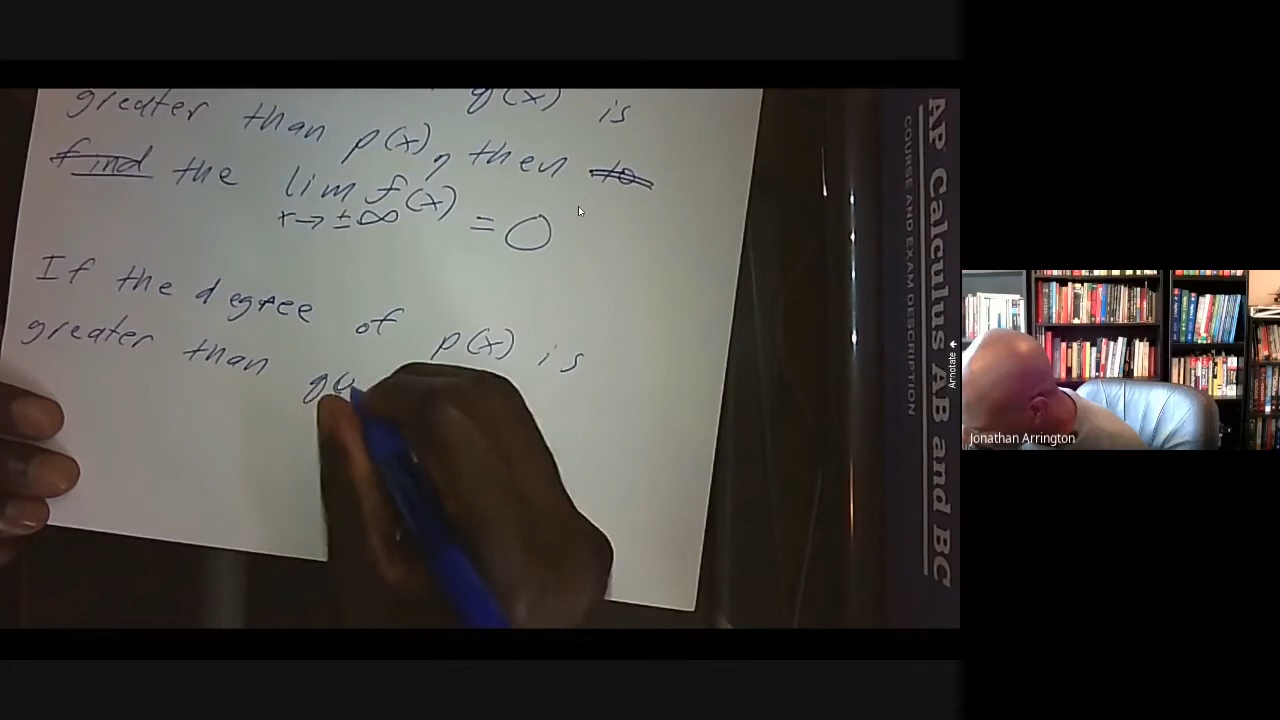 q(x) is
greater than p(x), then to
find the lim f(x)
x→ ±∞ = 0
If the degree of p(x) is
greater than q(
AP Calculus AB and BC
COURSE AND EXAM DESCRIPTION
Annotate
Jonathan Arrington